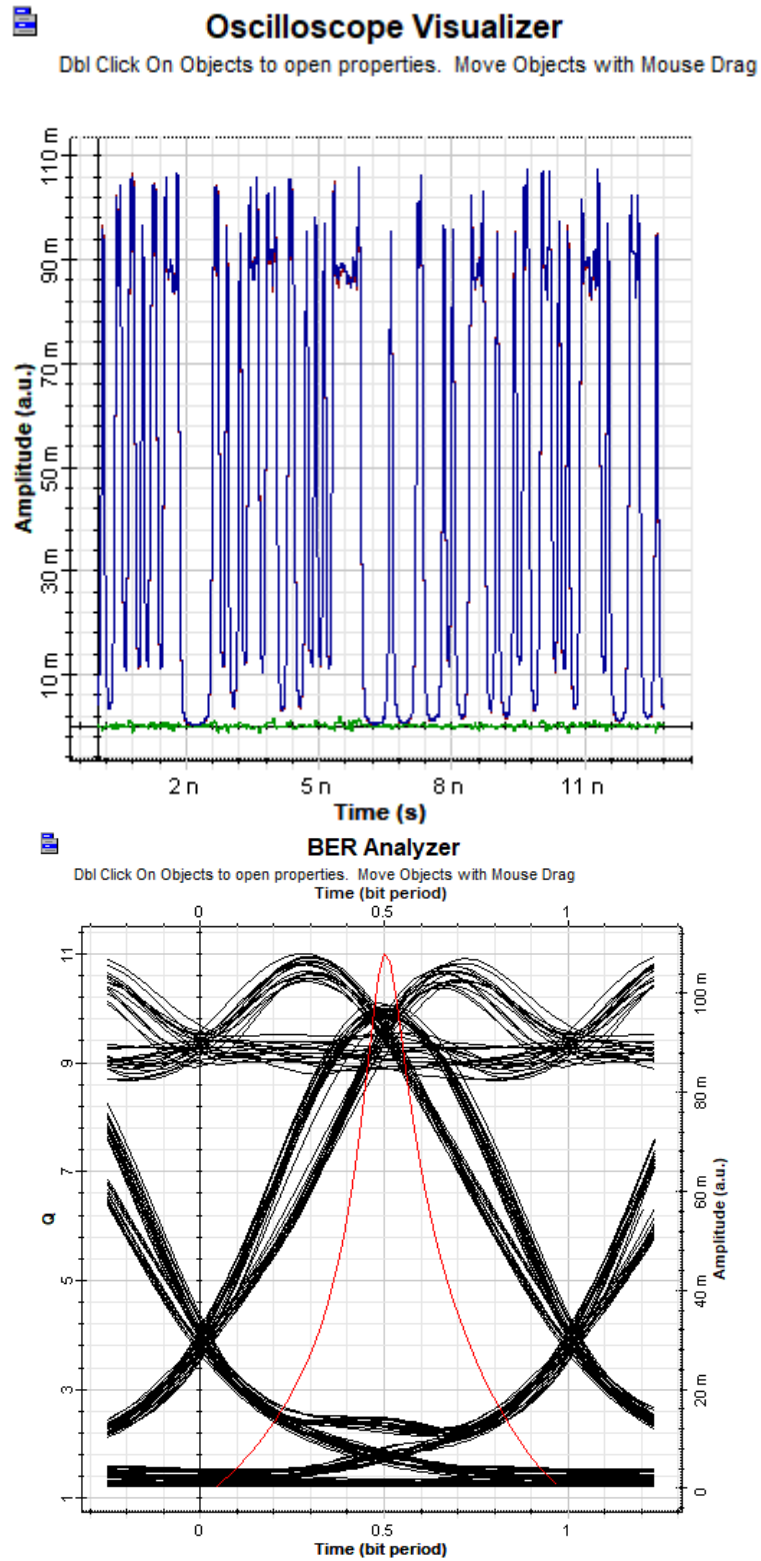 Oscilloscope Visualizer
Dbl Click On Objects to open properties. Move Objects with Mouse Drag
110 m
90 m
70 m
50 m
30 m
10 m
Amplitude (a.u.)
2 n
5 n
8 n
11 n
Time (s)
BER Analyzer
Dbl Click On Objects to open properties. Move Objects with Mouse Drag
Time (bit period)
0
0.5
1
11
9
7
5
3
1
Q
100 m
80 m
60 m
40 m
20 m
0
Amplitude (a.u.)
0
0.5
1
Time (bit period)